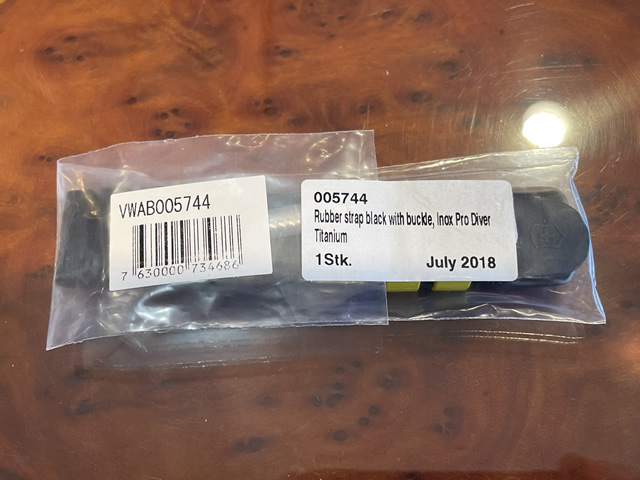 VWAB005744
7 630000 734686
005744
Rubber strap black with buckle, Inox Pro Diver
Titanium
1Stk. July 2018